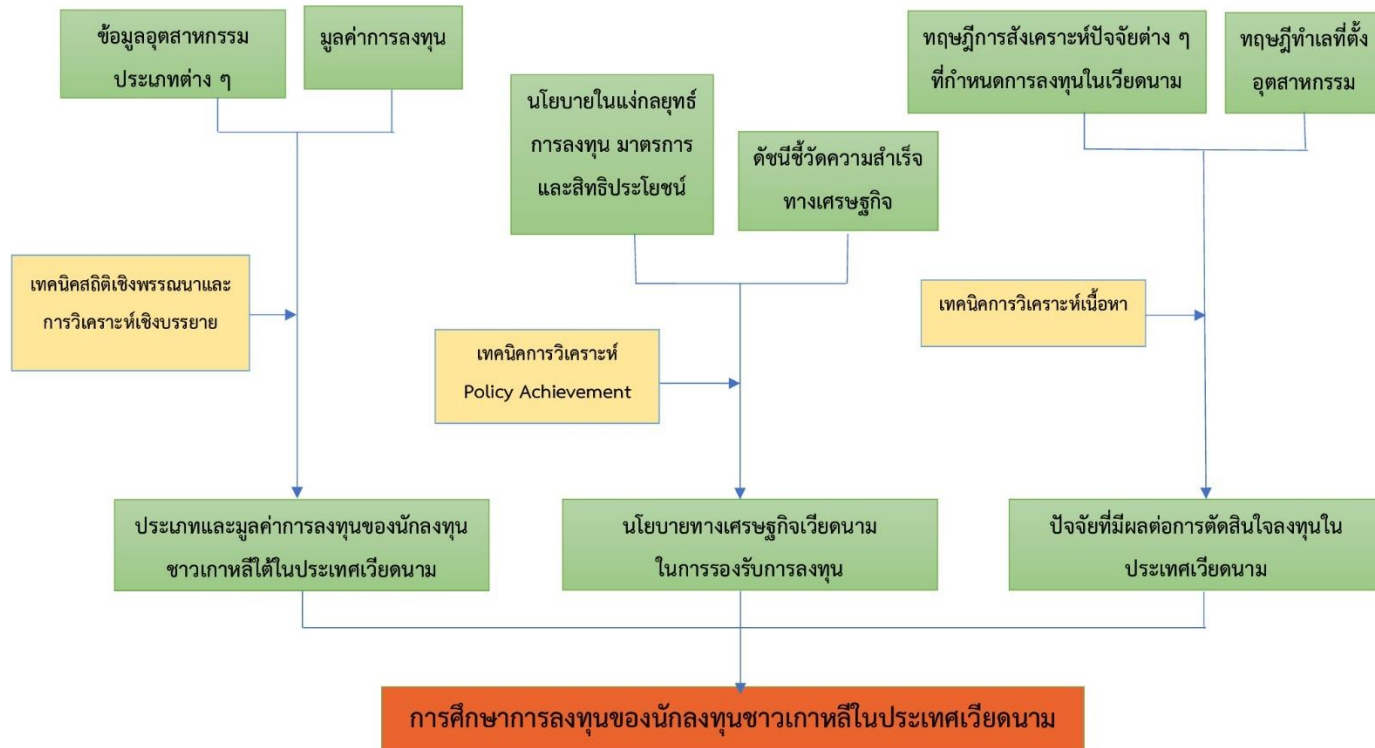 ข้อมูลอุตสาหกรรม
ประเภทต่าง ๆ
มูลค่าการลงทุน
นโยบายในแง่กลยุทธ์
การลงทุน มาตรการ
และสิทธิประโยชน์
ดัชนีชี้วัดความสำเร็จ
ทางเศรษฐกิจ
ทฤษฎีการสังเคราะห์ปัจจัยต่าง ๆ
ที่กำหนดการลงทุนในเวียดนาม
ทฤษฎีทำเลที่ตั้ง
อุตสาหกรรม
เทคนิคสถิติเชิงพรรณนาและ
การวิเคราะห์เชิงบรรยาย
เทคนิคการวิเคราะห์
Policy Achievement
เทคนิคการวิเคราะห์เนื้อหา
ประเภทและมูลค่าการลงทุนของนักลงทุน
ชาวเกาหลีใต้ในประเทศเวียดนาม
นโยบายทางเศรษฐกิจเวียดนาม
ในการรองรับการลงทุน
ปัจจัยที่มีผลต่อการตัดสินใจลงทุนใน
ประเทศเวียดนาม
การศึกษาการลงทุนของนักลงทุนชาวเกาหลีในประเทศเวียดนาม